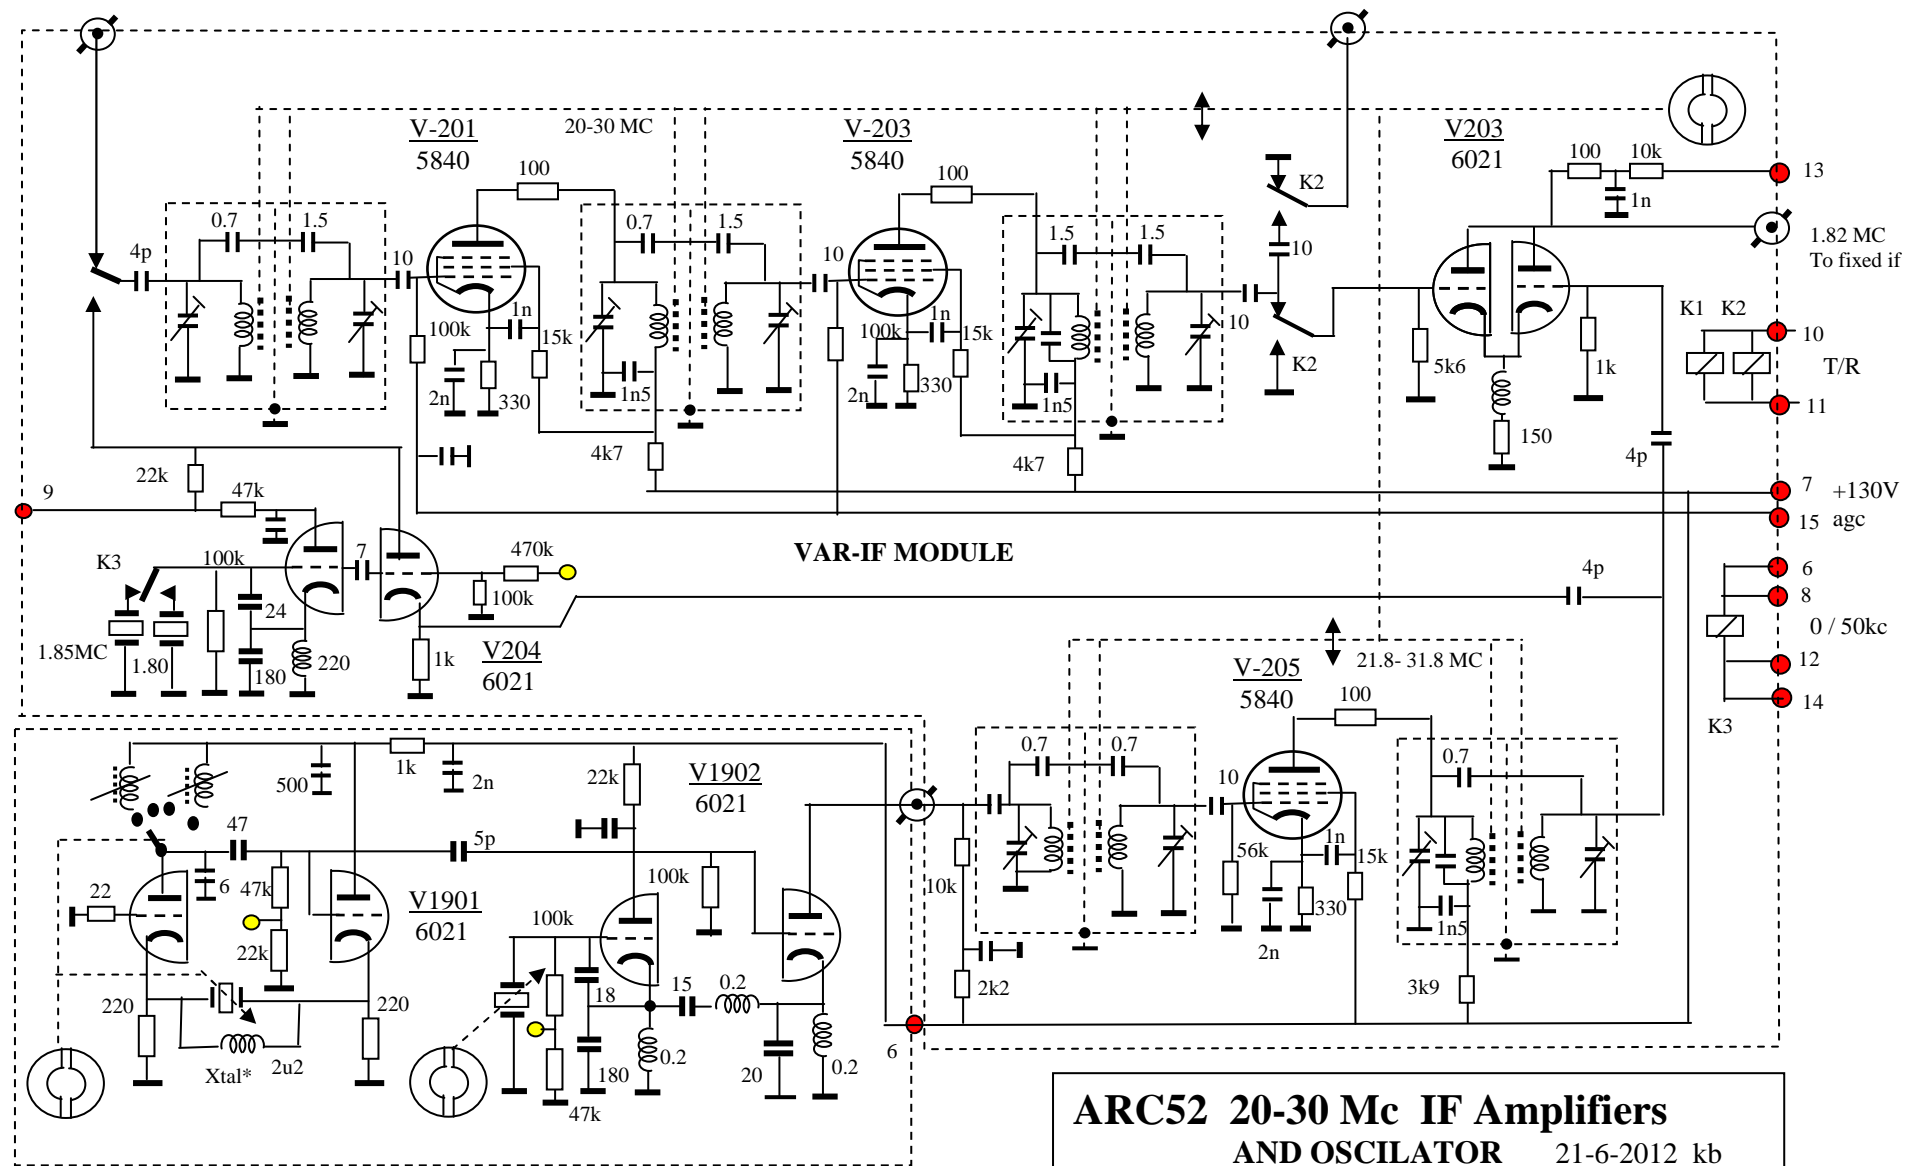 V-201
5840
20-30 MC
V-203
5840
V203
6021
100
100
100
10k
13
1n
K2
0.7
1.5
0.7
1.5
1.5
1.5
1.82 MC
To fixed if
4p
10
10
10
100k
1n
15k
100k
1n
15k
10
K2
K1
K2
10
T/R
11
5k6
1k
2n
330
1n5
2n
330
1n5
150
4k7
4k7
4p
22k
9
47k
7
+130V
15
agc
K3
100k
7
470k
VAR-IF MODULE
24
100k
4p
6
8
0 / 50kc
12
14
K3
1.85MC
1.80
180
220
1k
V204
6021
21.8- 31.8 MC
V-205
5840
100
0.7
0.7
0.7
1k
500
2n
22k
V1902
6021
10
47
5p
6
22
47k
V1901
6021
100k
100k
10k
56k
1n
15k
22k
330
2n
1n5
220
220
18
15
0.2
2k2
3k9
2u2
Xtal*
180
0.2
20
0.2
6
47k
ARC52 20-30 Mc IF Amplifiers
AND OSCILATOR 21-6-2012 kb